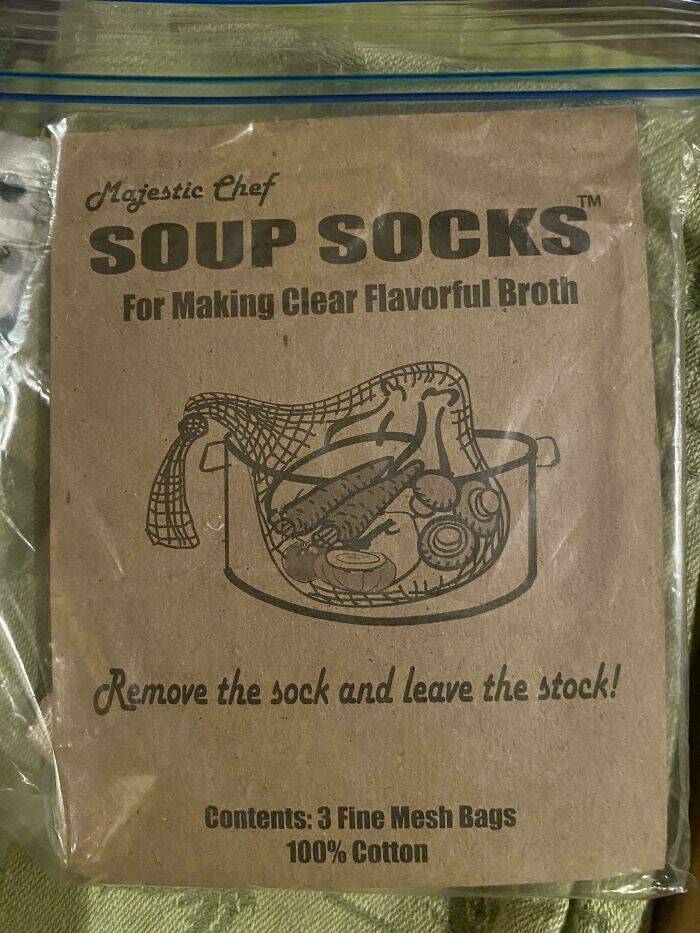 Majestic Chef
SOUP SOCKS™
For Making Clear Flavorful Broth
Remove the sock and leave the stock!
Contents: 3 Fine Mesh Bags
100% Cotton